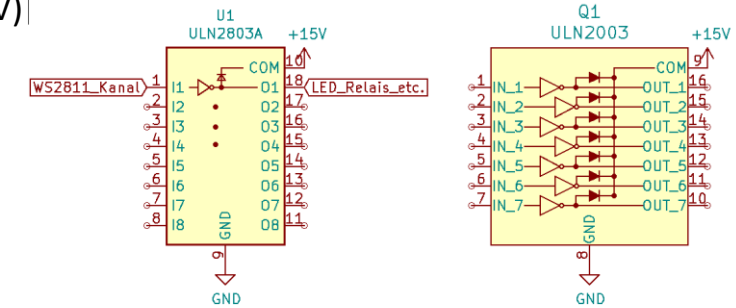 V)
U1
ULN2803A
+15V
10
COM
WS2811_Kanal
1
I1
O1
18
LED_Relais_etc.
2
I2
O2
17
3
I3
O3
16
4
I4
O4
15
5
I5
O5
14
6
I6
O6
13
7
I7
O7
12
8
I8
O8
11
GND
9
GND
Q1
ULN2003
+15V
9
COM
1
IN_1
OUT_1
16
2
IN_2
OUT_2
15
3
IN_3
OUT_3
14
4
IN_4
OUT_4
13
5
IN_5
OUT_5
12
6
IN_6
OUT_6
11
7
IN_7
OUT_7
10
GND
8
GND